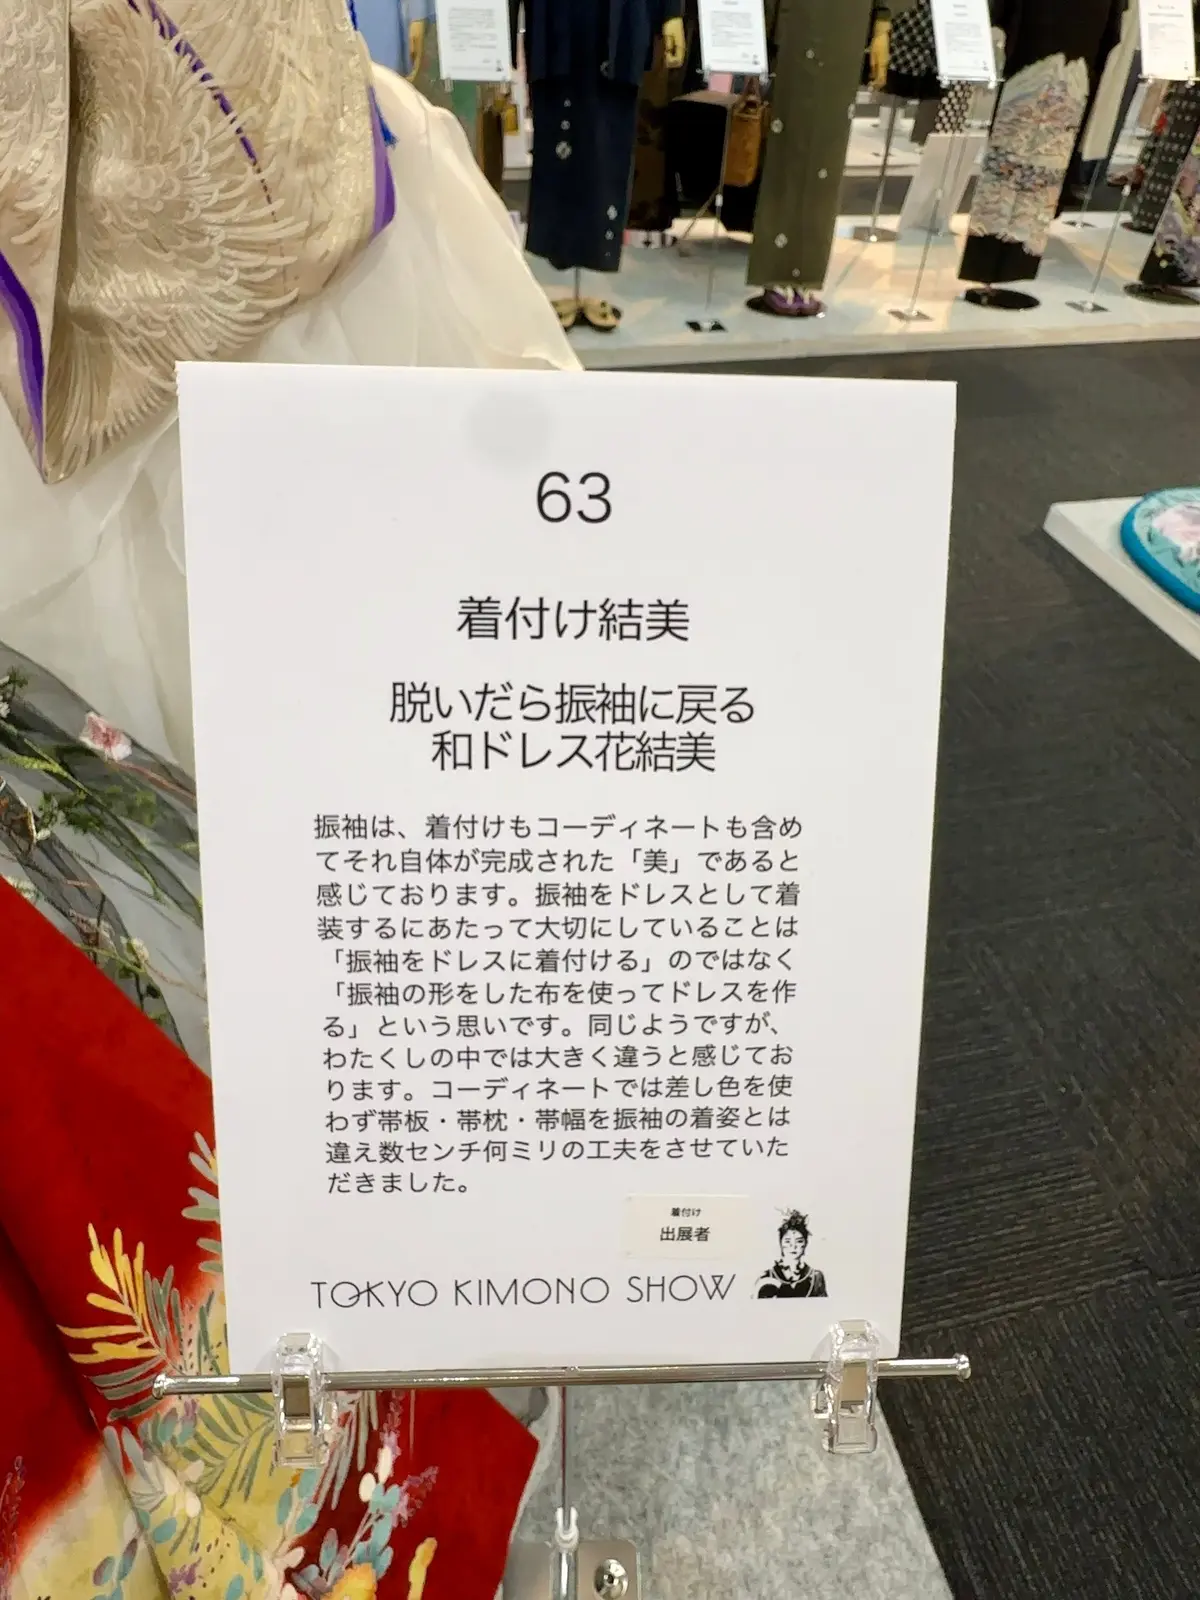 63
着付け結美
脱いだら振袖に戻る
和ドレス花結美
振袖は、着付けもコーディネートも含め
てそれ自体が完成された「美」であると
感じております。振袖をドレスとして着
装するにあたって大切にしていることは
「振袖をドレスに着付ける」のではなく
「振袖の形をした布を使ってドレスを作
る」という思いです。同じようですが、
わたくしの中では大きく違うと感じてお
ります。コーディネートでは差し色を使
わず帯板・帯枕・帯幅を振袖の着姿とは
違え数センチ何ミリの工夫をさせていた
だきました。
着付け
出展者
TOKYO KIMONO SHOW